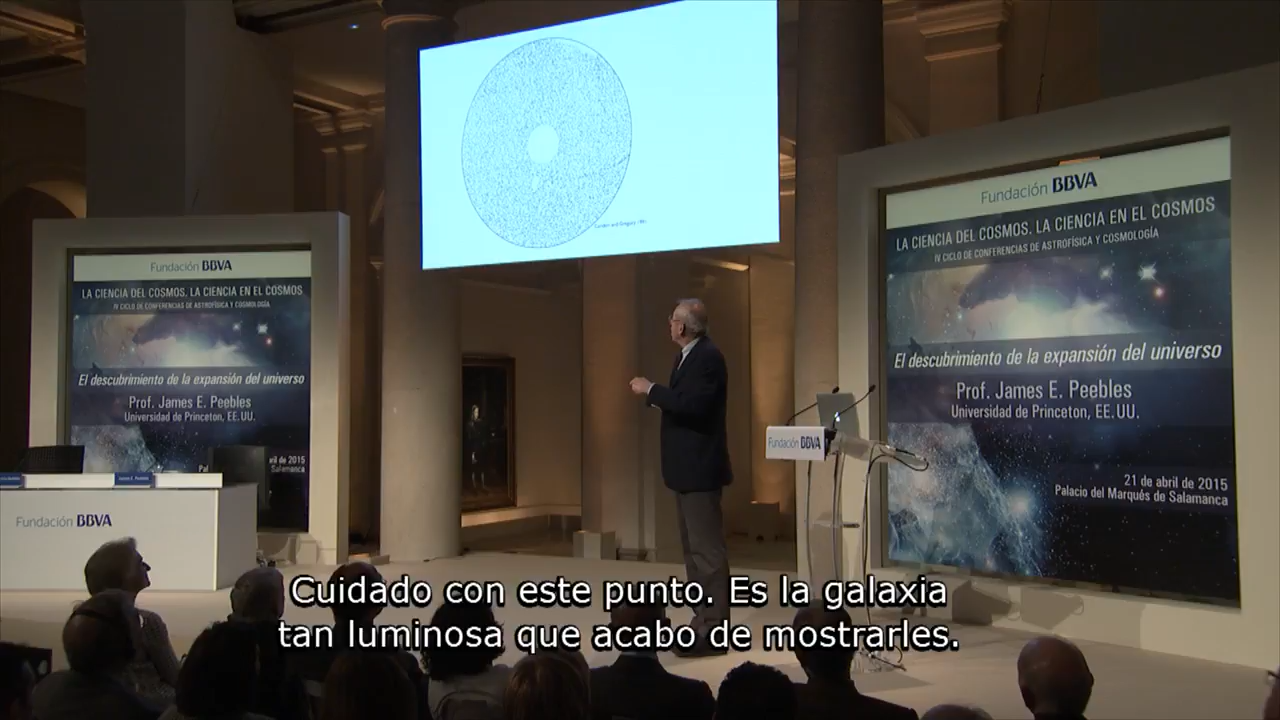 Fundación BBVA
LA CIENCIA DEL COSMOS. LA CIENCIA EN EL COSMOS
IV CICLO DE CONFERENCIAS DE ASTROFÍSICA Y COSMOLOGÍA
El descubrimiento de la expansión del universo
Prof. James E. Peebles
Universidad de Princeton, EE.UU.
ril de 2015
Salamanca
Fundación BBVA
Fundación BBVA
Fundación BBVA
LA CIENCIA DEL COSMOS. LA CIENCIA EN EL COSMOS
IV CICLO DE CONFERENCIAS DE ASTROFÍSICA Y COSMOLOGÍA
El descubrimiento de la expansión del universo
Prof. James E. Peebles
Universidad de Princeton, EE.UU.
21 de abril de 2015
Palacio del Marqués de Salamanca
Cuidado con este punto. Es la galaxia
tan luminosa que acabo de mostrarles.